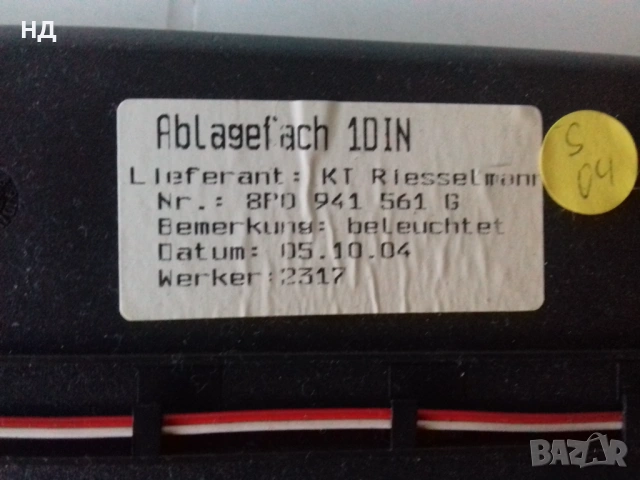 НД
Ablagefach 1DIN
Lieferant: KT Riesselmann
Nr.: 8P0 941 561 G
Bemerkung: beleuchtet
Datum: 05.10.04
Werker:2317
S
04
BAZAR